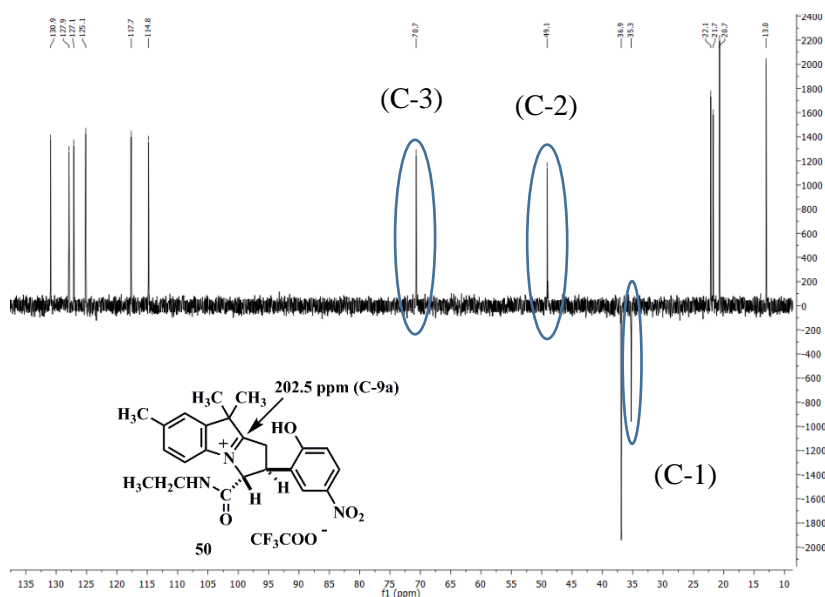 130.9 127.9 127.1 125.1 117.7 114.8 70.7 49.1 36.9 35.3 22.1 21.7 20.7 13.0
2400
2200
2000
1800
1600
1400
1200
1000
800
600
400
200
0
-200
-400
-600
-800
-1000
-1200
-1400
-1600
-1800
-2000
(C-3)
(C-2)
(C-1)
202.5 ppm (C-9a)
H₃C CH₃
H₃C
HO
+
N
CH₃CH₂HN
C
H
H
O
NO₂
CF₃COO⁻
50
135 130 125 120 115 110 105 100 95 90 85 80 75 70 65 60 55 50 45 40 35 30 25 20 15 10
f1 (ppm)